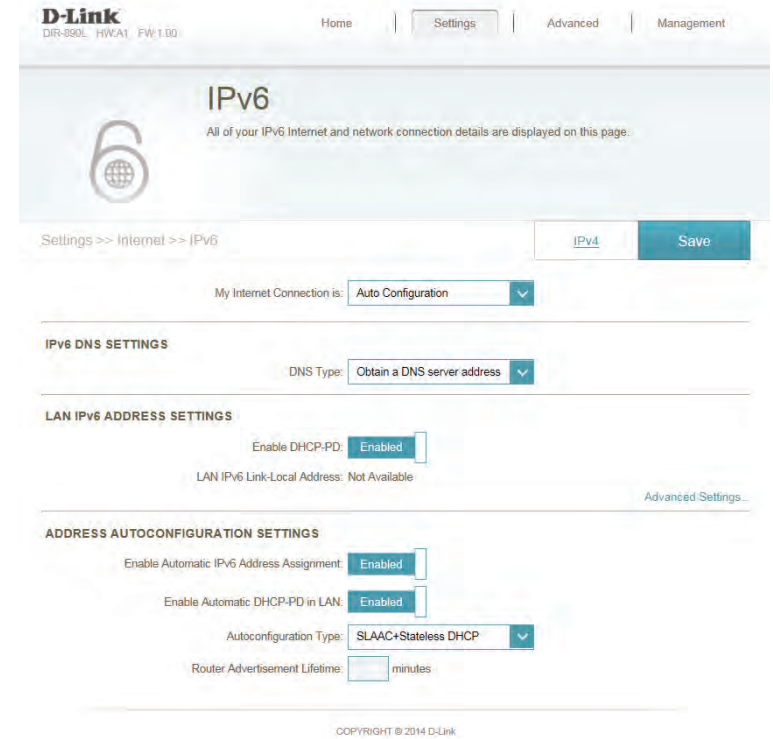 D-Link
DIR-890L HW:A1 FW:1.00
Home | Settings | Advanced | Management
IPv6
All of your IPv6 Internet and network connection details are displayed on this page.
Settings >> Internet >> IPv6
IPv4
Save
My Internet Connection is: Auto Configuration
IPv6 DNS SETTINGS
DNS Type: Obtain a DNS server address
LAN IPv6 ADDRESS SETTINGS
Enable DHCP-PD: Enabled
LAN IPv6 Link-Local Address: Not Available
Advanced Settings...
ADDRESS AUTOCONFIGURATION SETTINGS
Enable Automatic IPv6 Address Assignment: Enabled
Enable Automatic DHCP-PD in LAN: Enabled
Autoconfiguration Type: SLAAC+Stateless DHCP
Router Advertisement Lifetime: minutes
COPYRIGHT © 2014 D-Link